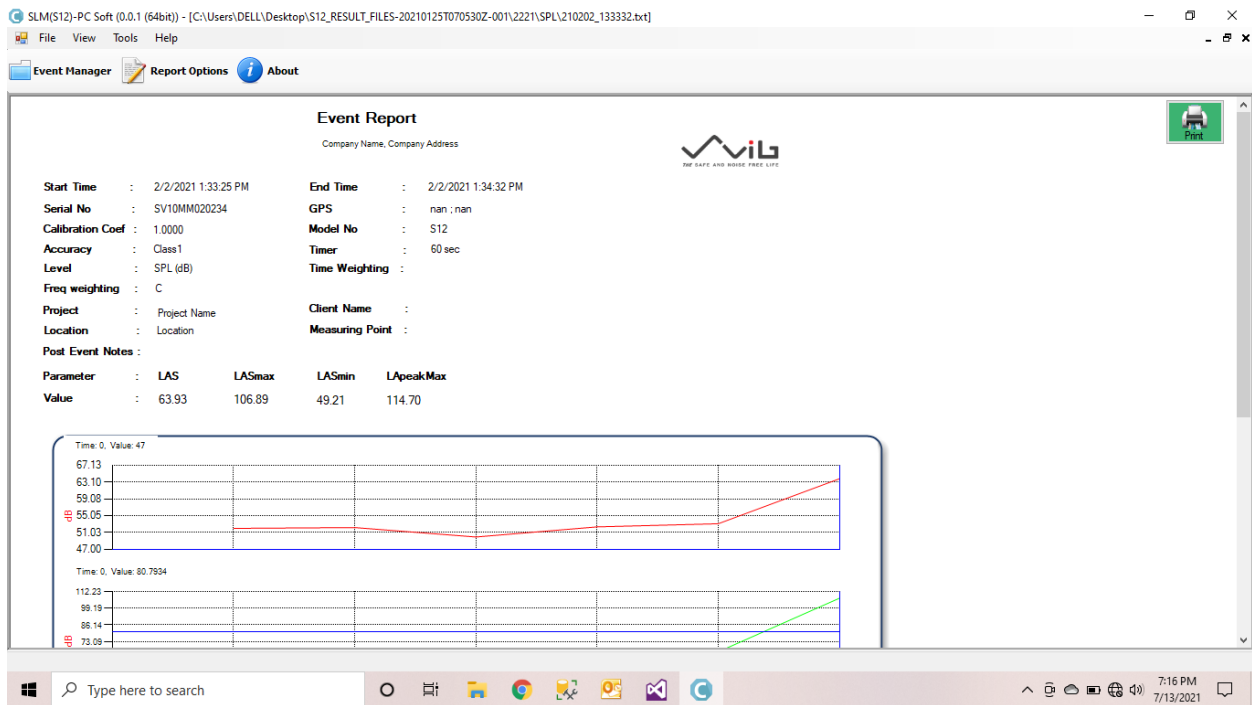 SLM(S12)-PC Soft (0.0.1 (64bit)) - [C:\Users\DELL\Desktop\S12_RESULT_FILES-20210125T070530Z-001\2221\SPL\210202_133332.txt]
File View Tools Help
Event Manager Report Options About
Event Report
Print
Company Name, Company Address
ViB
THE SAFE AND NOISE FREE LIFE
Start Time : 2/2/2021 1:33:25 PM End Time : 2/2/2021 1:34:32 PM
Serial No : SV10MM020234 GPS : nan ; nan
Calibration Coef : 1.0000 Model No : S12
Accuracy : Class1 Timer : 60 sec
Level : SPL (dB) Time Weighting :
Freq weighting : C
Project : Project Name Client Name :
Location : Location Measuring Point :
Post Event Notes :
Parameter : LAS LASmax LASmin LApeakMax
Value : 63.93 106.89 49.21 114.70
Time: 0, Value: 47
67.13
63.10
59.08
dB 55.05
51.03
47.00
Time: 0, Value: 80.7934
112.23
99.19
86.14
dB 73.09
Type here to search
7:16 PM
7/13/2021